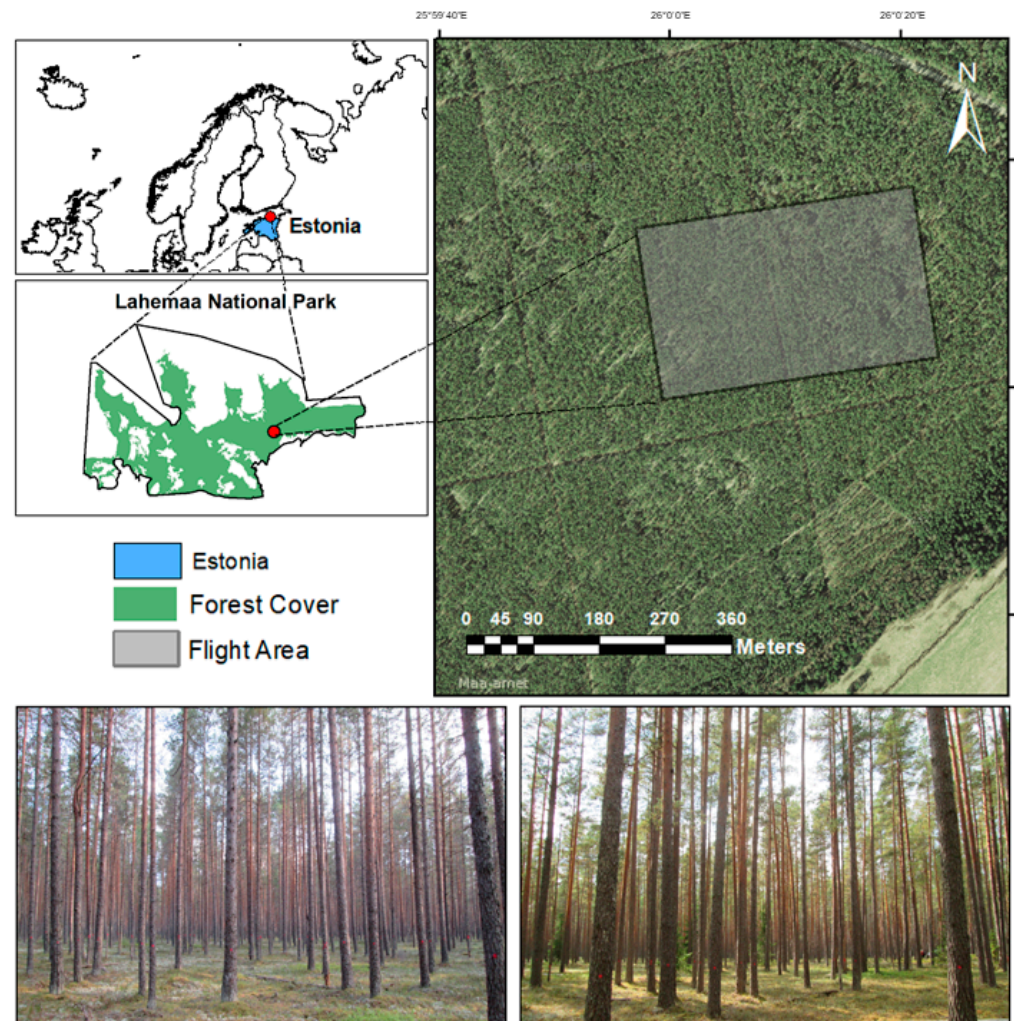 25°59'40"E
26°0'0"E
26°0'20"E
N
Estonia
Lahemaa National Park
Estonia
Forest Cover
Flight Area
0 45 90 180 270 360
Meters
Maa-amet